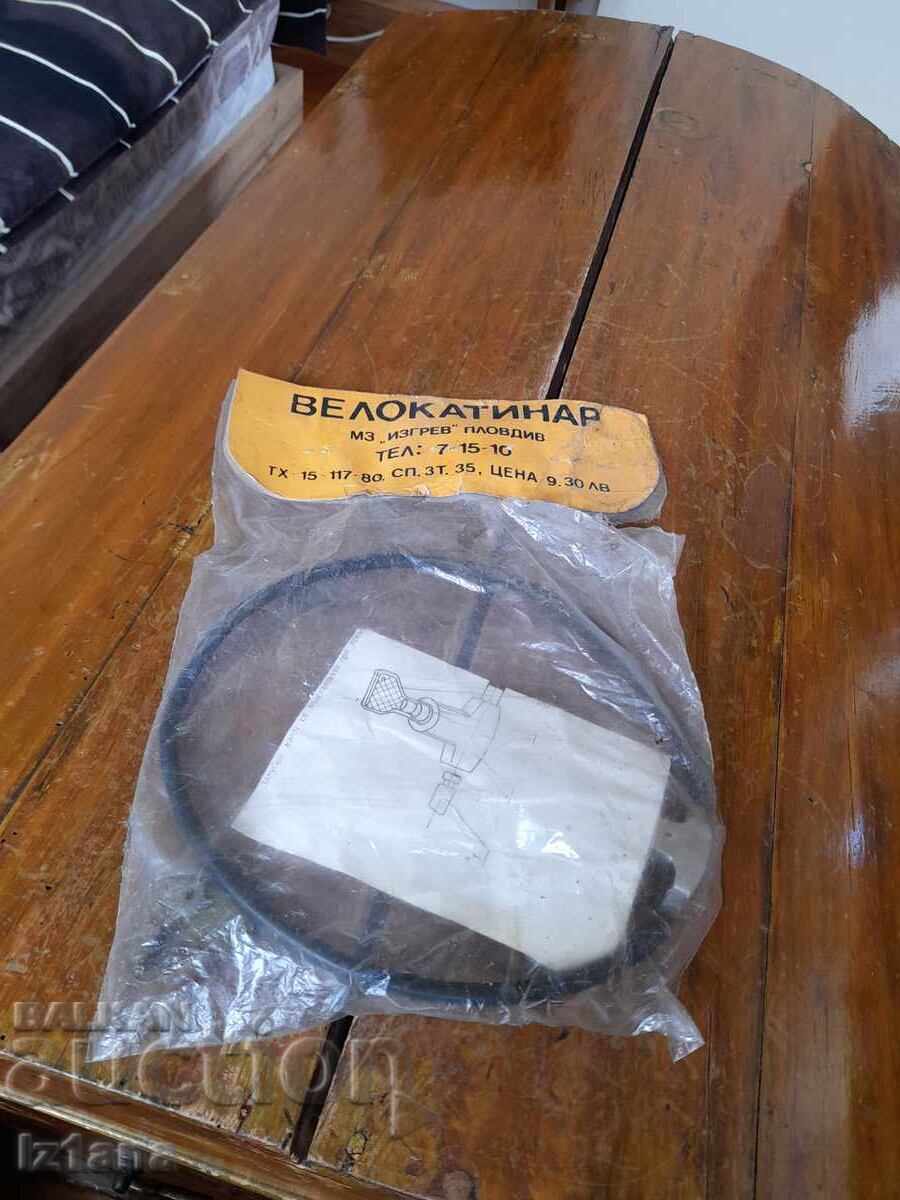 ВЕЛОКАТИНАР
МЗ „ИЗГРЕВ" ПЛОВДИВ
ТЕЛ: 7-15-16
ТХ-15-117-80. СП. ЗТ. 35, ЦЕНА 9.30 ЛВ
BALKAN
auction
Iz1ana